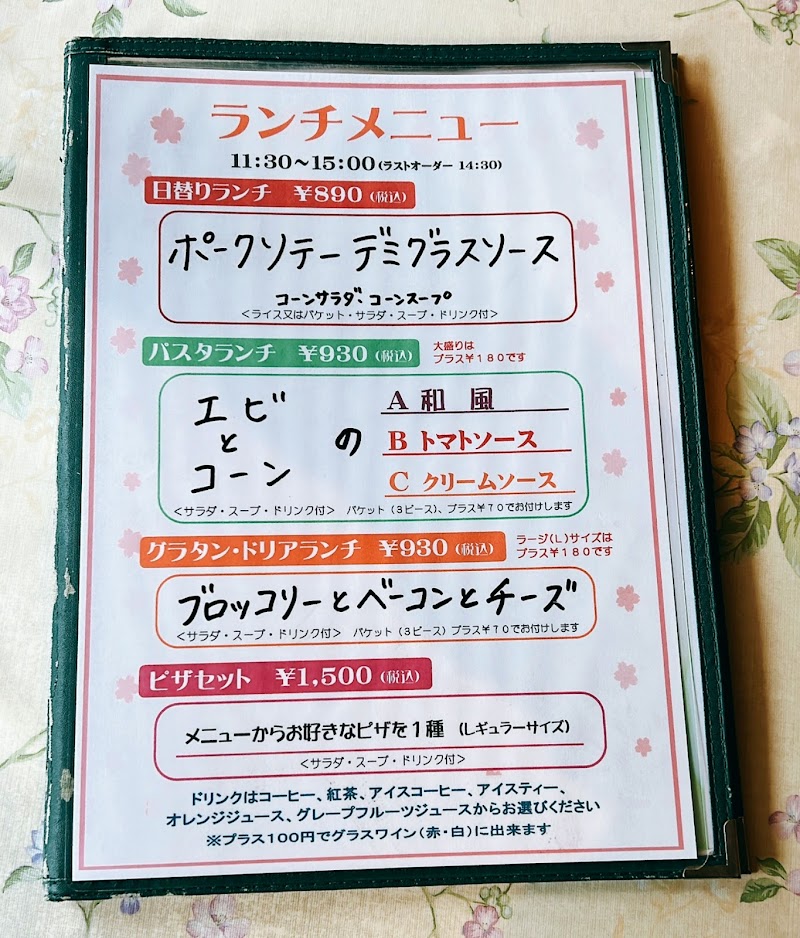 ランチメニュー
11:30～15:00(ラストオーダー 14:30)
日替りランチ ￥890(税込)
ポークソテー デミグラスソース
コーンサラダ、コーンスープ
<ライス又はバケット・サラダ・スープ・ドリンク付>
パスタランチ ￥930(税込)
大盛りは
プラス￥180です
エビ
と
コーン
の
A 和 風
B トマトソース
C クリームソース
<サラダ・スープ・ドリンク付> バケット(3ピース)、プラス￥70でお付けします
グラタン・ドリアランチ ￥930(税込)
ラージ(L)サイズは
プラス￥180です
ブロッコリーとベーコンとチーズ
<サラダ・スープ・ドリンク付> バケット(3ピース)プラス￥70でお付けします
ピザセット ￥1,500(税込)
メニューからお好きなピザを1種 (レギュラーサイズ)
<サラダ・スープ・ドリンク付>
ドリンクはコーヒー、紅茶、アイスコーヒー、アイスティー、
オレンジジュース、グレープフルーツジュースからお選びください
※プラス100円でグラスワイン(赤・白)に出来ます